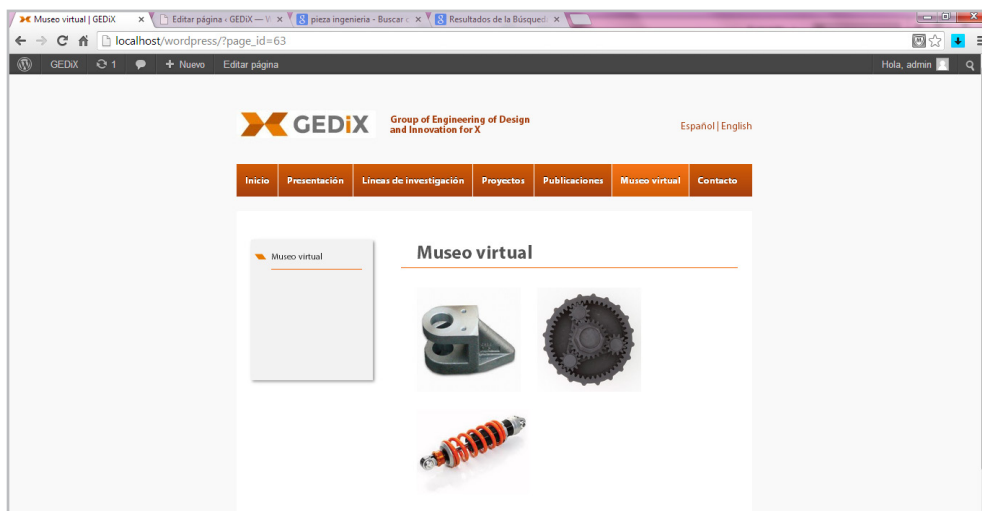 Museo virtual | GEDiX
Editar página ‹ GEDiX — W
pieza ingenieria - Buscar c
Resultados de la Búsqued
localhost/wordpress/?page_id=63
GEDiX 1 + Nuevo Editar página
Hola, admin
GEDiX
Group of Engineering of Design
and Innovation for X
Español | English
Inicio Presentación Líneas de investigación Proyectos Publicaciones Museo virtual Contacto
Museo virtual
Museo virtual